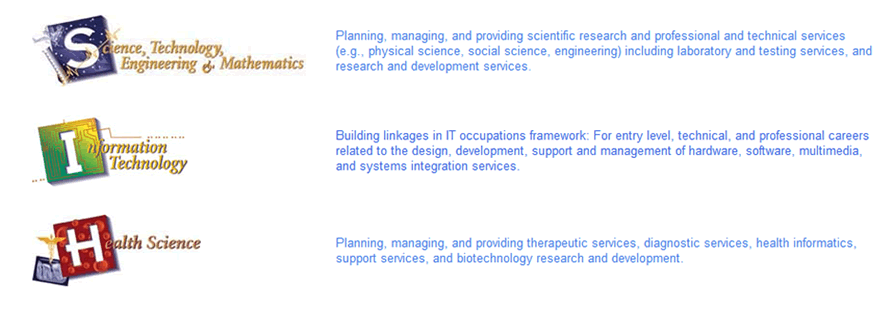 Science, Technology,
Engineering & Mathematics
Planning, managing, and providing scientific research and professional and technical services
(e.g., physical science, social science, engineering) including laboratory and testing services, and
research and development services.
Information
Technology
Building linkages in IT occupations framework: For entry level, technical, and professional careers
related to the design, development, support and management of hardware, software, multimedia,
and systems integration services.
Health Science
Planning, managing, and providing therapeutic services, diagnostic services, health informatics,
support services, and biotechnology research and development.